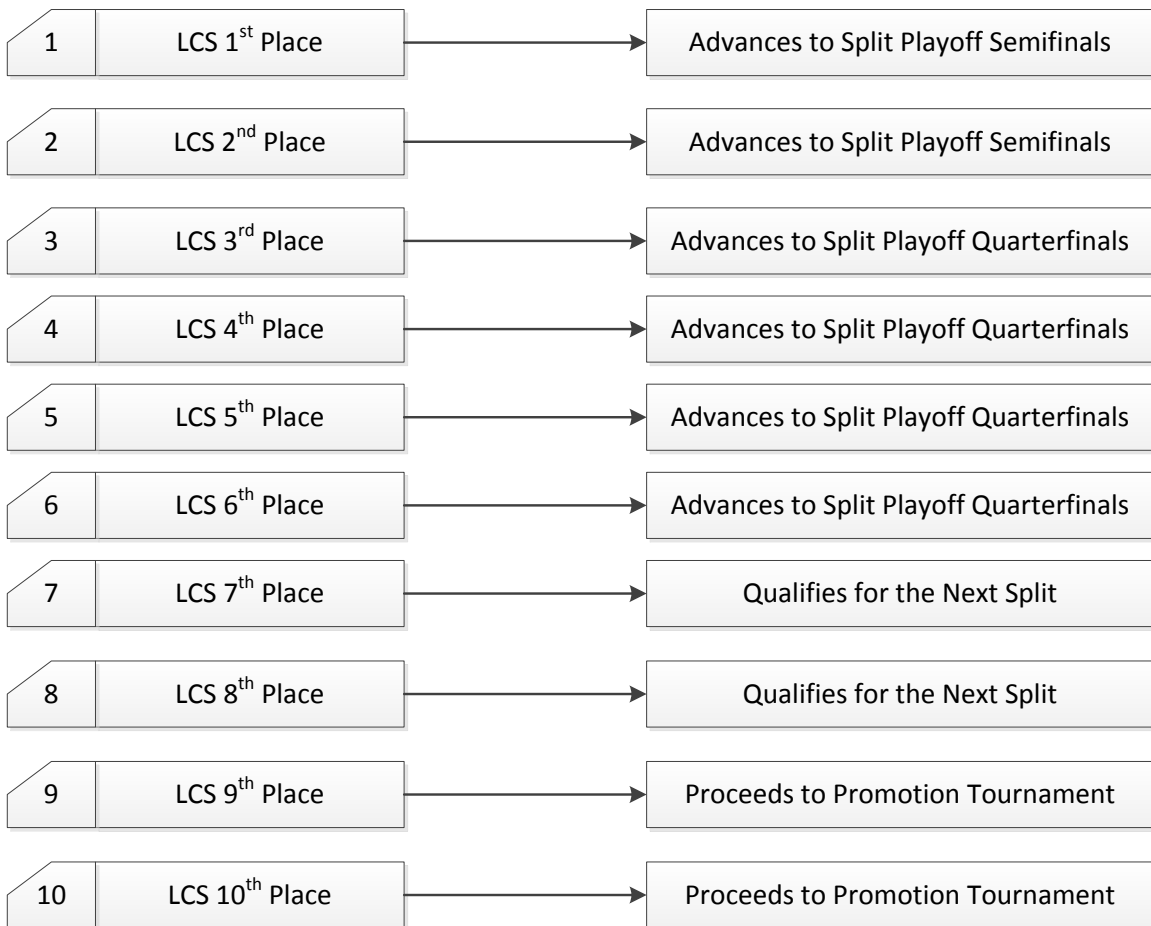 1 LCS 1st Place Advances to Split Playoff Semifinals
2 LCS 2nd Place Advances to Split Playoff Semifinals
3 LCS 3rd Place Advances to Split Playoff Quarterfinals
4 LCS 4th Place Advances to Split Playoff Quarterfinals
5 LCS 5th Place Advances to Split Playoff Quarterfinals
6 LCS 6th Place Advances to Split Playoff Quarterfinals
7 LCS 7th Place Qualifies for the Next Split
8 LCS 8th Place Qualifies for the Next Split
9 LCS 9th Place Proceeds to Promotion Tournament
10 LCS 10th Place Proceeds to Promotion Tournament